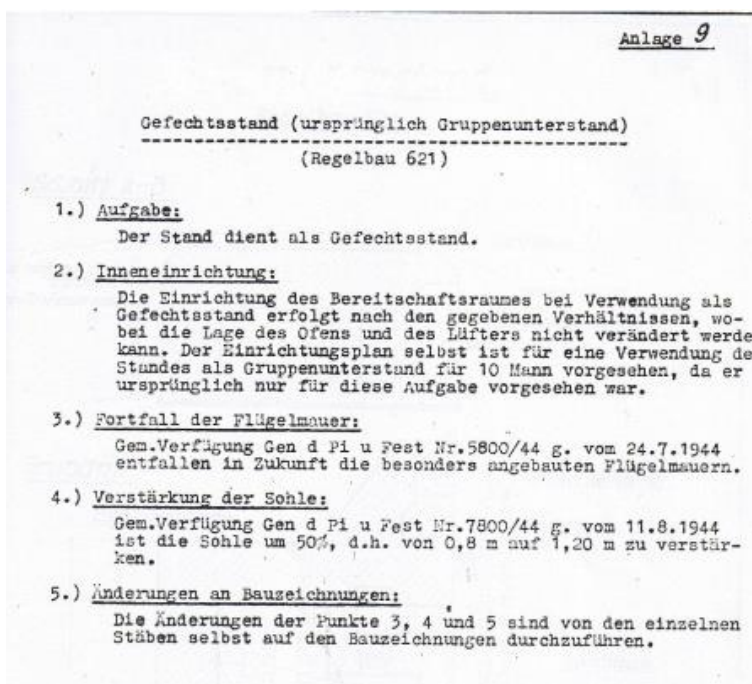 Anlage 9
Gefechtsstand (ursprünglich Gruppenunterstand)
(Regelbau 621)
1.) Aufgabe:
Der Stand dient als Gefechtsstand.
2.) Inneneinrichtung:
Die Einrichtung des Bereitschaftsraumes bei Verwendung als
Gefechtsstand erfolgt nach den gegebenen Verhältnissen, wo-
bei die Lage des Ofens und des Lüfters nicht verändert werde
kann. Der Einrichtungsplan selbst ist für eine Verwendung de
Standes als Gruppenunterstand für 10 Mann vorgesehen, da er
ursprünglich nur für diese Aufgabe vorgesehen war.
3.) Fortfall der Flügelmauer:
Gem.Verfügung Gen d Pi u Fest Nr.5800/44 g. vom 24.7.1944
entfallen in Zukunft die besonders angebauten Flügelmauern.
4.) Verstärkung der Sohle:
Gem.Verfügung Gen d Pi u Fest Nr.7800/44 g. vom 11.8.1944
ist die Sohle um 50%, d.h. von 0,8 m auf 1,20 m zu verstär-
ken.
5.) Änderungen an Bauzeichnungen:
Die Änderungen der Punkte 3, 4 und 5 sind von den einzelnen
Stäben selbst auf den Bauzeichnungen durchzuführen.